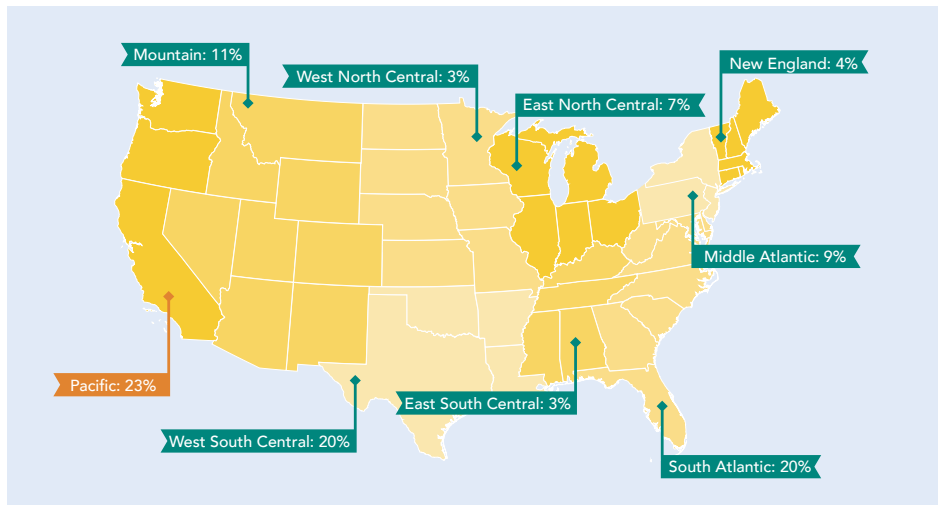 Mountain: 11%
West North Central: 3%
New England: 4%
East North Central: 7%
Middle Atlantic: 9%
Pacific: 23%
East South Central: 3%
West South Central: 20%
South Atlantic: 20%